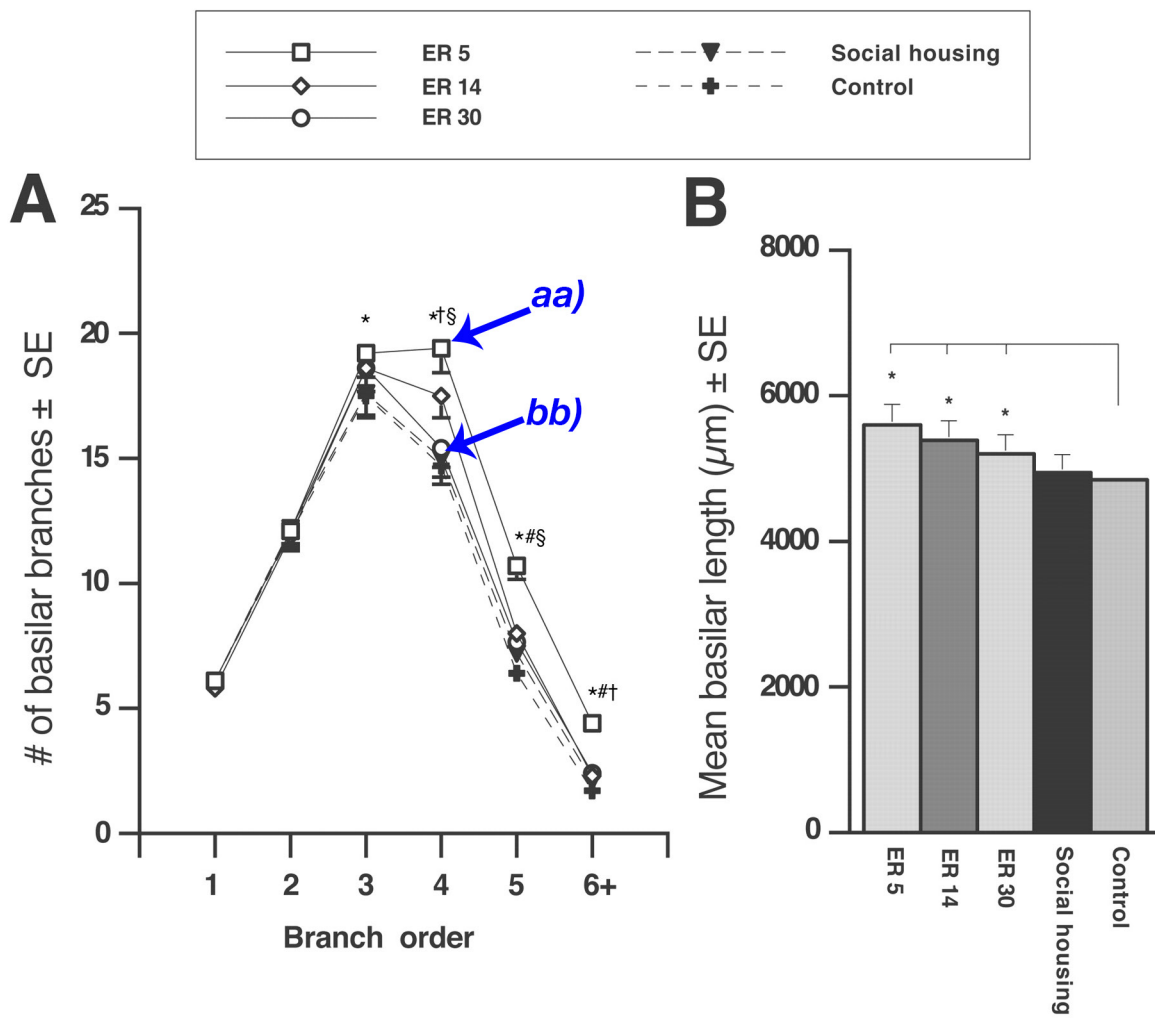 ER 5
ER 14
ER 30
Social housing
Control
A
# of basilar branches ± SE
25
20
15
10
5
0
*
*†§
*#§
*#†
aa)
bb)
1 2 3 4 5 6+
Branch order
B
Mean basilar length (µm) ± SE
8000
6000
4000
2000
0
* * *
ER 5
ER 14
ER 30
Social housing
Control